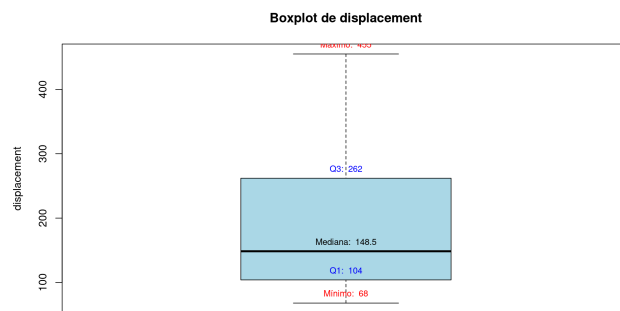 Boxplot de displacement
Máximo: 455
400
300
200
100
displacement
Q3: 262
Mediana: 148.5
Q1: 104
Mínimo: 68